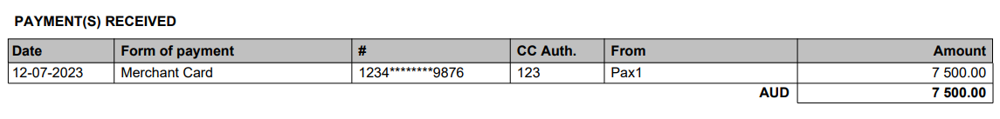 PAYMENT(S) RECEIVED
Date Form of payment # CC Auth. From Amount
12-07-2023 Merchant Card 1234********9876 123 Pax1 7 500.00
AUD 7 500.00